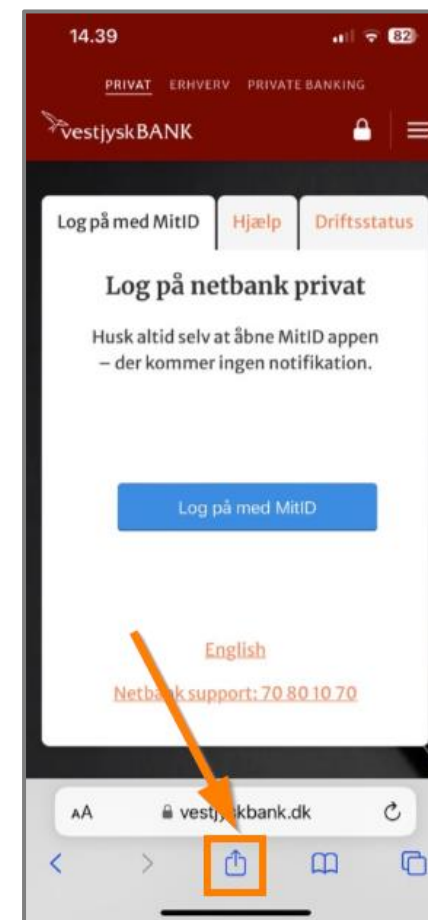 14.39
82
PRIVAT ERHVERV PRIVATE BANKING
vestjyskBANK
Log på med MitID Hjælp Driftsstatus
Log på netbank privat
Husk altid selv at åbne MitID appen
– der kommer ingen notifikation.
Log på med MitID
English
Netbank support: 70 80 10 70
AA vestjyskbank.dk